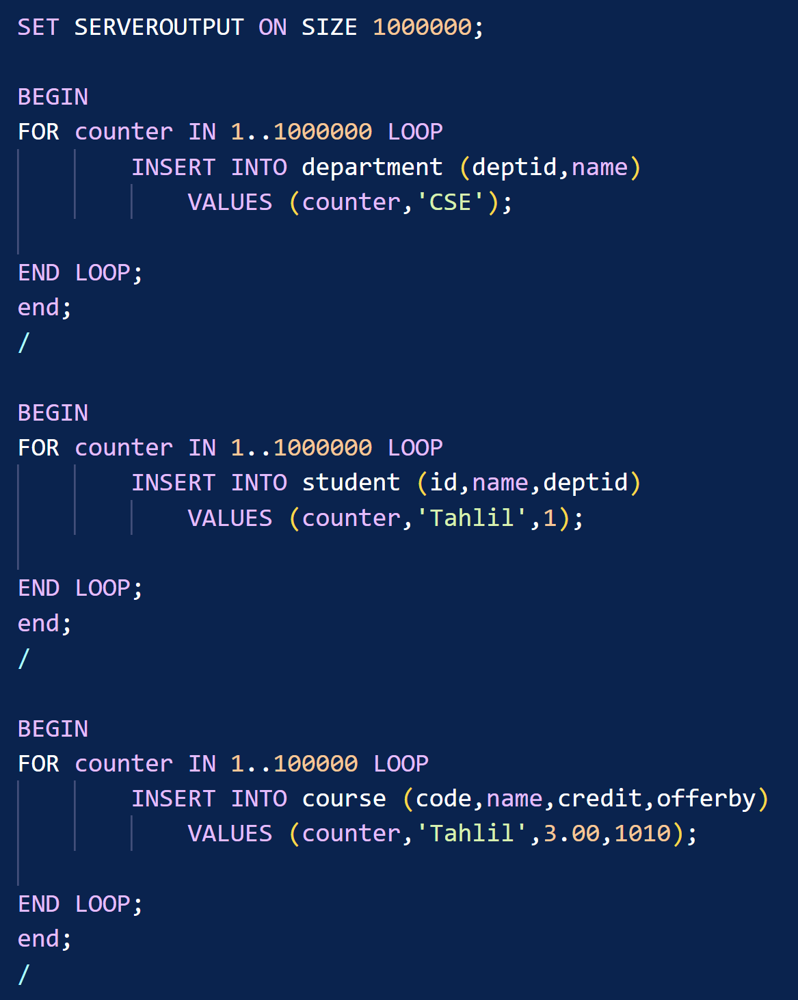 SET SERVEROUTPUT ON SIZE 1000000;
BEGIN
FOR counter IN 1..1000000 LOOP
INSERT INTO department (deptid,name)
VALUES (counter,'CSE');
END LOOP;
end;
/
BEGIN
FOR counter IN 1..1000000 LOOP
INSERT INTO student (id,name,deptid)
VALUES (counter,'Tahlil',1);
END LOOP;
end;
/
BEGIN
FOR counter IN 1..100000 LOOP
INSERT INTO course (code,name,credit,offerby)
VALUES (counter,'Tahlil',3.00,1010);
END LOOP;
end;
/